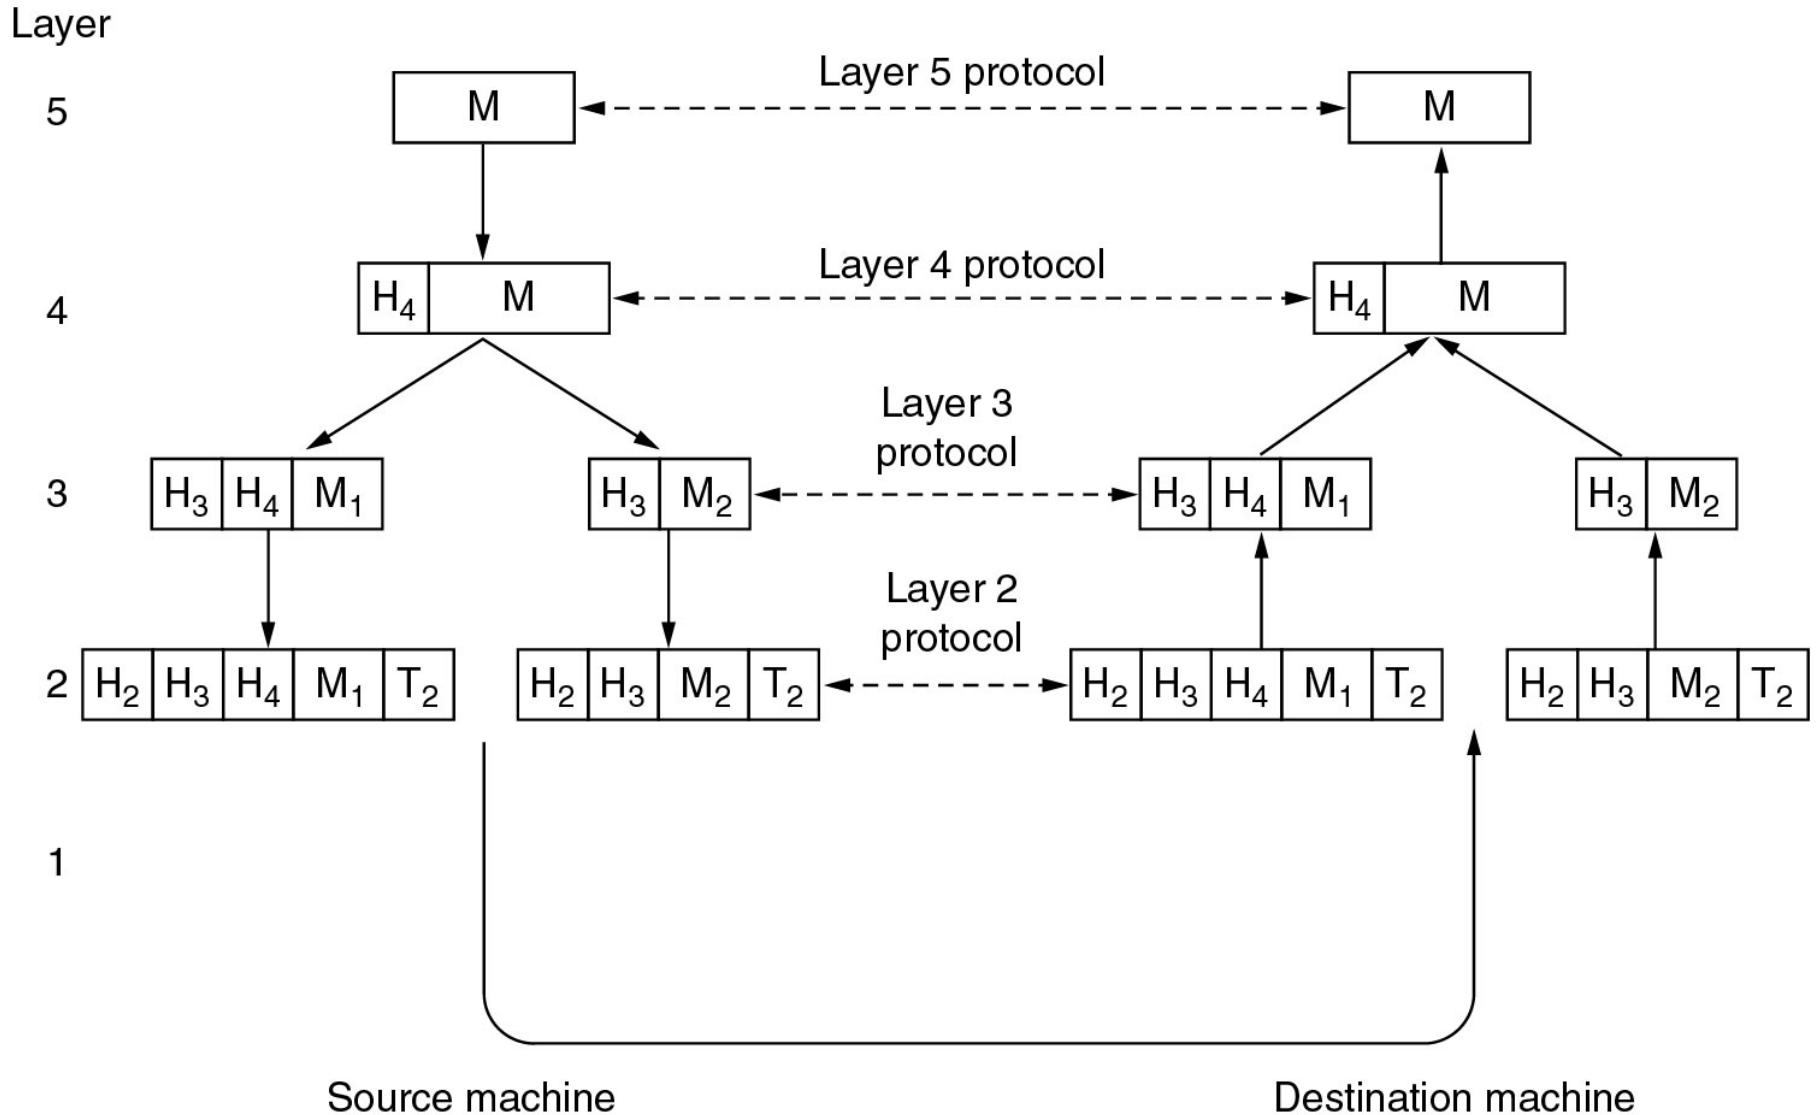 Layer
5 M Layer 5 protocol M
4 H4 M Layer 4 protocol H4 M
Layer 3
protocol
3 H3 H4 M1 H3 M2 H3 H4 M1 H3 M2
Layer 2
protocol
2 H2 H3 H4 M1 T2 H2 H3 M2 T2 H2 H3 H4 M1 T2 H2 H3 M2 T2
1
Source machine Destination machine